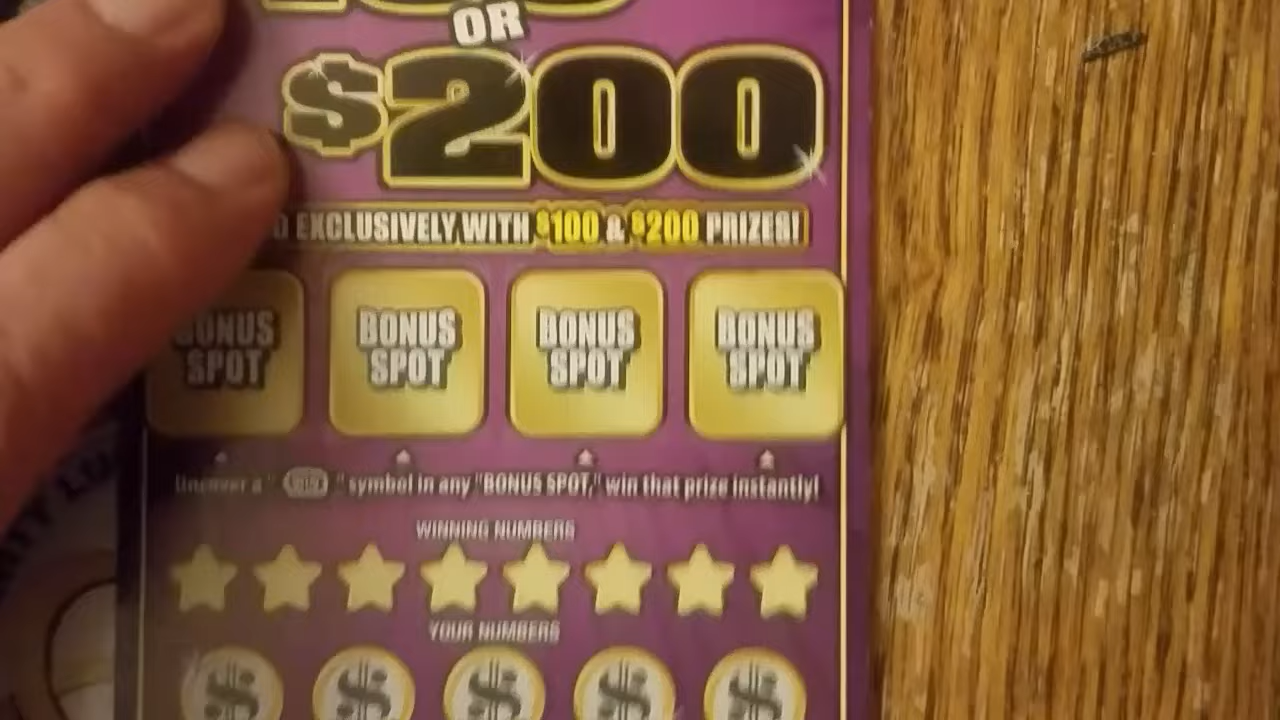 OR
$200
EXCLUSIVELY WITH $100 & $200 PRIZES!
BONUS SPOT
BONUS SPOT
BONUS SPOT
BONUS SPOT
Uncover a " " symbol in any "BONUS SPOT," win that prize instantly!
WINNING NUMBERS
YOUR NUMBERS
$ $ $ $ $